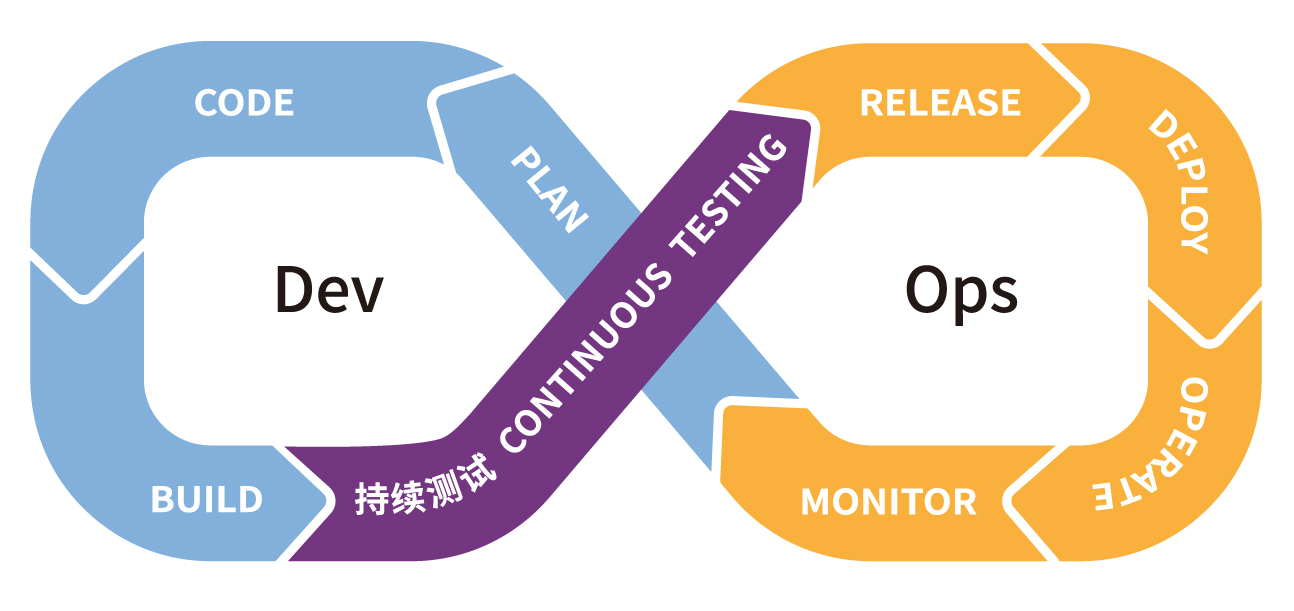 CODE
PLAN
Dev
BUILD
持续测试 CONTINUOUS TESTING
RELEASE
DEPLOY
Ops
OPERATE
MONITOR